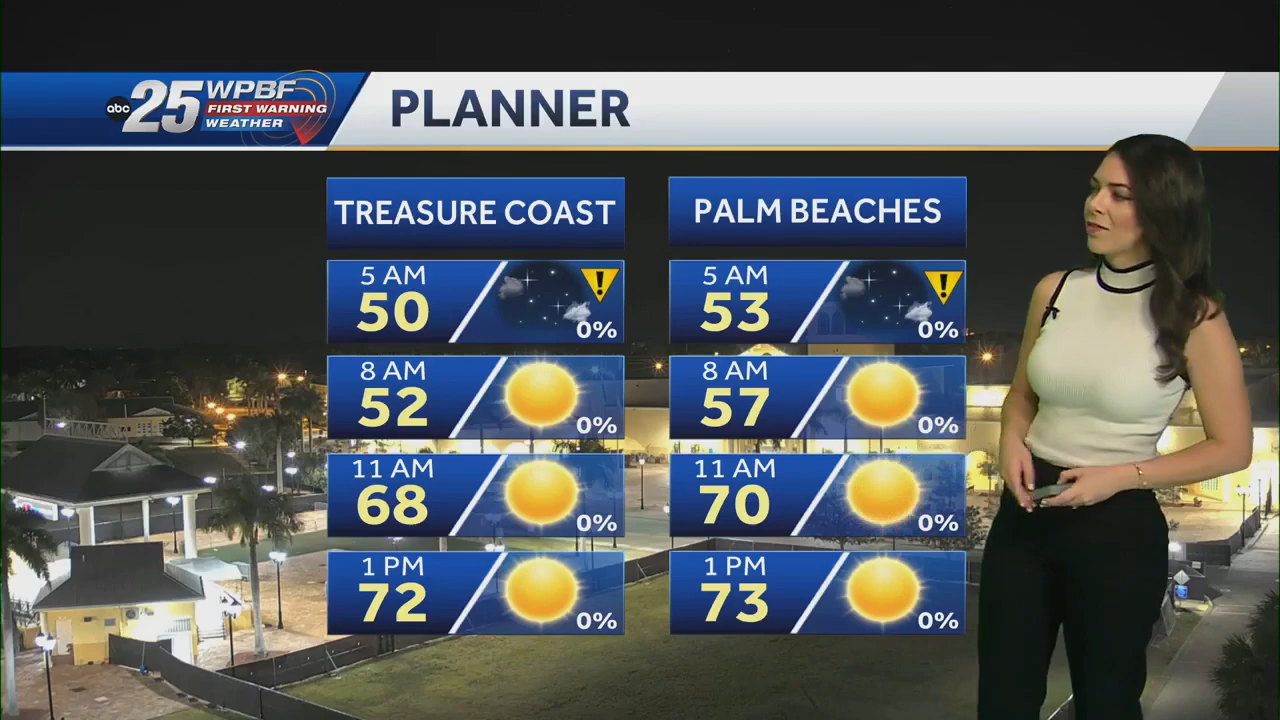 abc 25 WPBF
FIRST WARNING
WEATHER
PLANNER
TREASURE COAST
5 AM
50
0%
8 AM
52
0%
11 AM
68
0%
1 PM
72
0%
PALM BEACHES
5 AM
53
0%
8 AM
57
0%
11 AM
70
0%
1 PM
73
0%